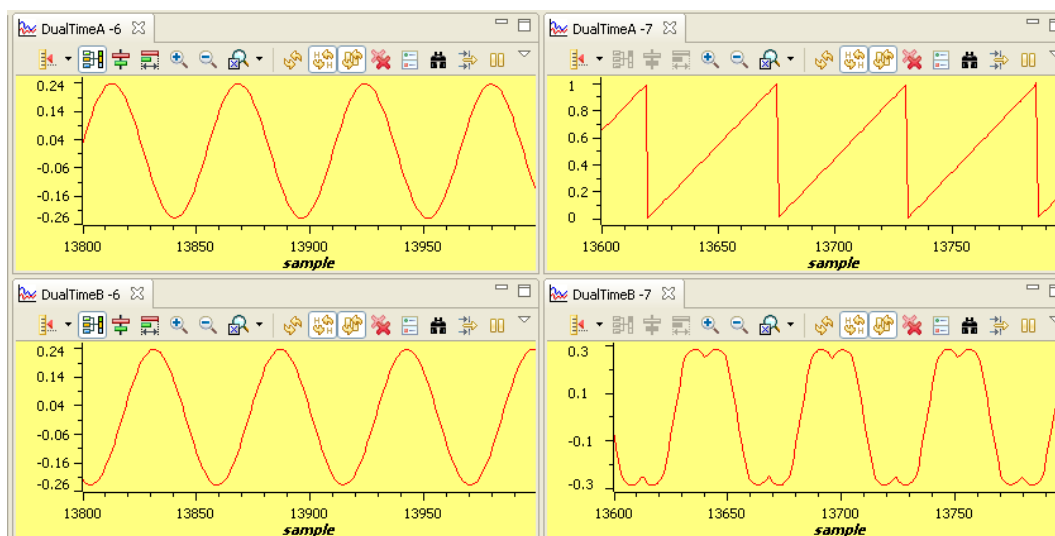 DualTimeA -6
0.24
0.14
0.04
-0.06
-0.16
-0.26
13800 13850 13900 13950
sample
DualTimeA -7
1
0.8
0.6
0.4
0.2
0
13600 13650 13700 13750
sample
DualTimeB -6
0.24
0.14
0.04
-0.06
-0.16
-0.26
13800 13850 13900 13950
sample
DualTimeB -7
0.3
0.1
-0.1
-0.3
13600 13650 13700 13750
sample